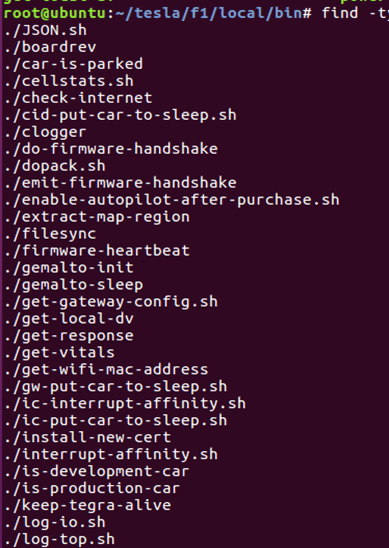 root@ubuntu:~/tesla/f1/local/bin# find -ty
./JSON.sh
./boardrev
./car-is-parked
./cellstats.sh
./check-internet
./cid-put-car-to-sleep.sh
./clogger
./do-firmware-handshake
./dopack.sh
./emit-firmware-handshake
./enable-autopilot-after-purchase.sh
./extract-map-region
./filesync
./firmware-heartbeat
./gemalto-init
./gemalto-sleep
./get-gateway-config.sh
./get-local-dv
./get-response
./get-vitals
./get-wifi-mac-address
./gw-put-car-to-sleep.sh
./ic-interrupt-affinity.sh
./ic-put-car-to-sleep.sh
./install-new-cert
./interrupt-affinity.sh
./is-development-car
./is-production-car
./keep-tegra-alive
./log-io.sh
./log-top.sh